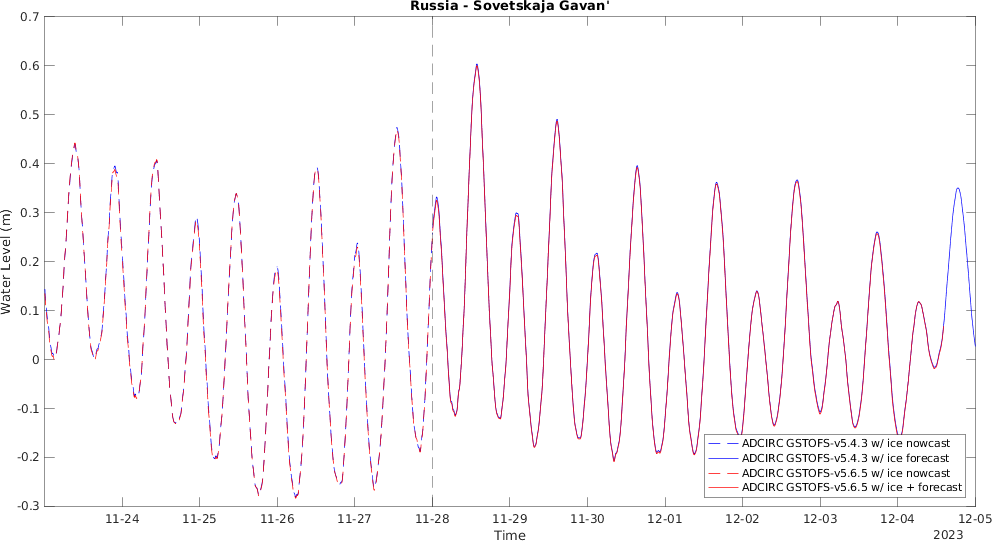 Russia - Sovetskaja Gavan'
0.7
0.6
0.5
0.4
0.3
0.2
0.1
0
-0.1
-0.2
-0.3
Water Level (m)
ADCIRC GSTOFS-v5.4.3 w/ ice nowcast
ADCIRC GSTOFS-v5.4.3 w/ ice forecast
ADCIRC GSTOFS-v5.6.5 w/ ice nowcast
ADCIRC GSTOFS-v5.6.5 w/ ice + forecast
11-24 11-25 11-26 11-27 11-28 11-29 11-30 12-01 12-02 12-03 12-04 12-05
Time
2023